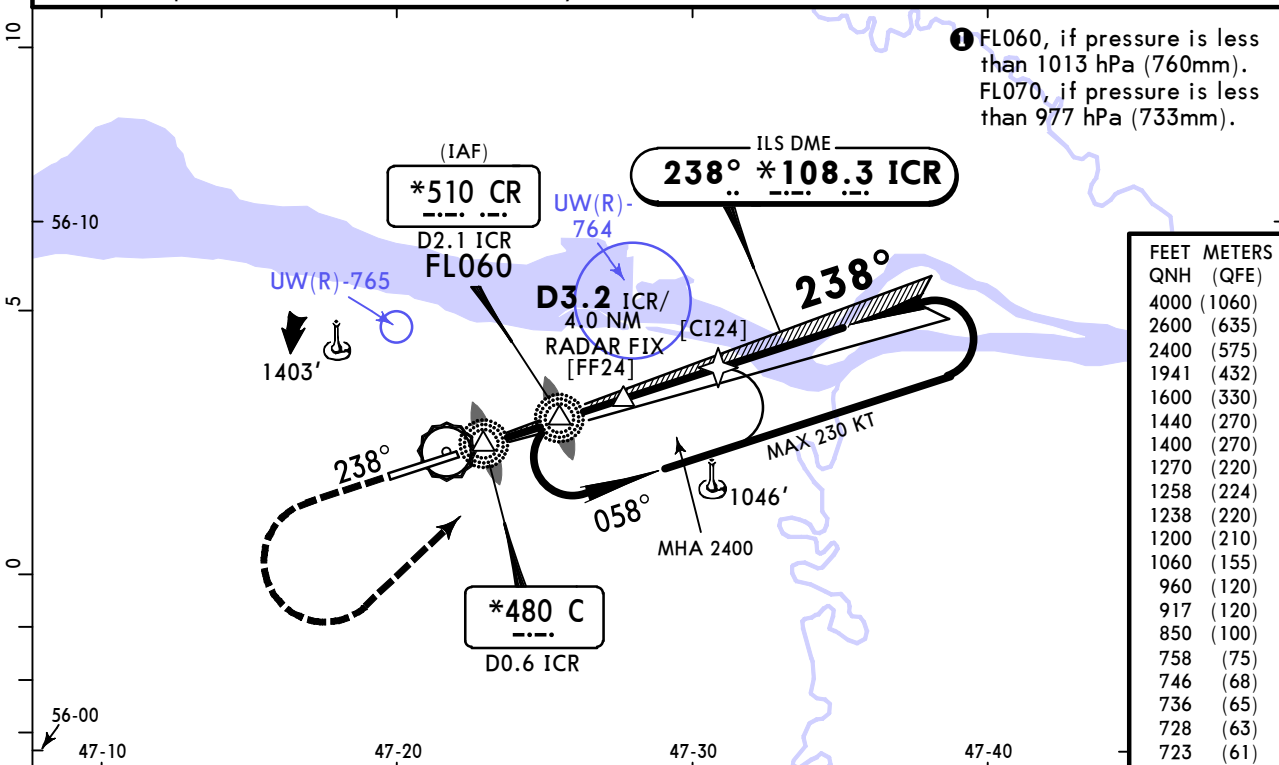 10
❶ FL060, if pressure is less
than 1013 hPa (760mm).
FL070, if pressure is less
than 977 hPa (733mm).
(IAF)
*510 CR
D2.1 ICR
FL060
ILS DME
238° *108.3 ICR
UW(R)-
764
56-10
UW(R)-765
238°
D3.2 ICR/
4.0 NM
RADAR FIX
[FF24]
[CI24]
5
1403'
MAX 230 KT
238°
058°
1046'
MHA 2400
0
*480 C
D0.6 ICR
56-00
47-10
47-20
47-30
47-40
FEET METERS
QNH (QFE)
4000 (1060)
2600 (635)
2400 (575)
1941 (432)
1600 (330)
1440 (270)
1400 (270)
1270 (220)
1258 (224)
1238 (220)
1200 (210)
1060 (155)
960 (120)
917 (120)
850 (100)
758 (75)
746 (68)
736 (65)
728 (63)
723 (61)